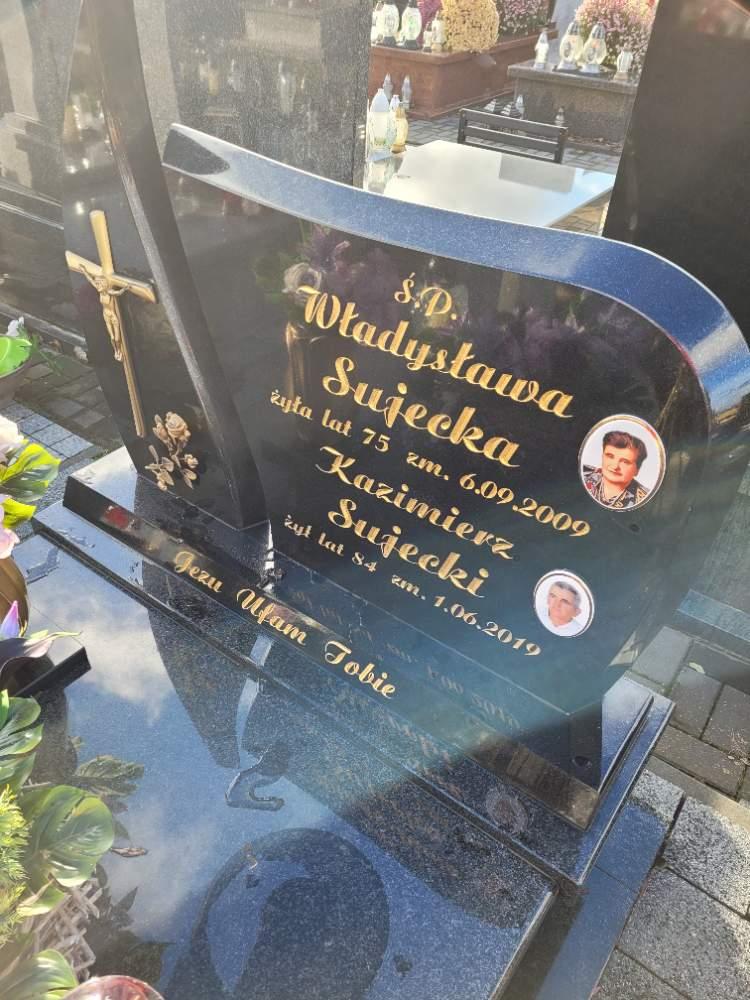 ś.P.
Władysława
Sujecka
żyła lat 75 zm. 6.09.2009
Kazimierz
Sujecki
żył lat 84 zm. 1.06.2019
Jezu Ufam Tobie